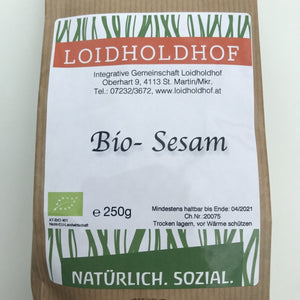 LOIDHOLDHOF
Integrative Gemeinschaft Loidholdhof
Oberhart 9, 4113 St. Martin/Mkr.
Tel.: 07232/3672, www.loidholdhof.at
Bio- Sesam
℮ 250g
Mindestens haltbar bis Ende: 04/2021
Ch.Nr.:20075
Trocken lagern, vor Wärme schützen
NATÜRLICH. SOZIAL.